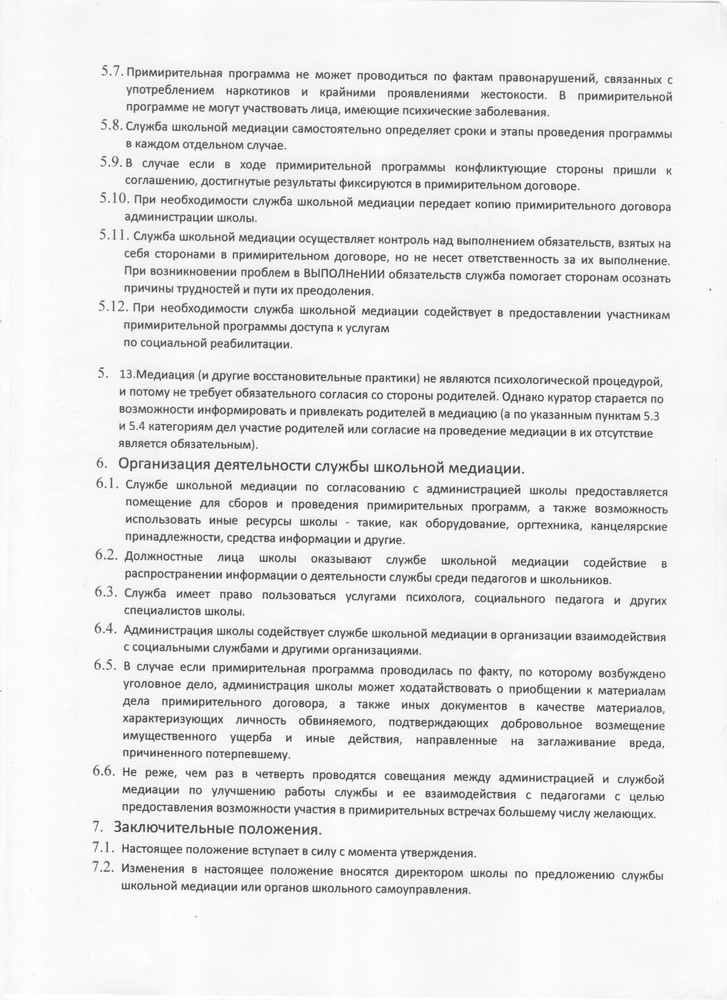 5.7. Примирительная программа не может проводиться по фактам правонарушений, связанных с
употреблением наркотиков и крайними проявлениями жестокости. В примирительной
программе не могут участвовать лица, имеющие психические заболевания.
5.8. Служба школьной медиации самостоятельно определяет сроки и этапы проведения программы
в каждом отдельном случае.
5.9. В случае если в ходе примирительной программы конфликтующие стороны пришли к
соглашению, достигнутые результаты фиксируются в примирительном договоре.
5.10. При необходимости служба школьной медиации передает копию примирительного договора
администрации школы.
5.11. Служба школьной медиации осуществляет контроль над выполнением обязательств, взятых на
себя сторонами в примирительном договоре, но не несет ответственность за их выполнение.
При возникновении проблем в ВЫПОЛНеНИИ обязательств служба помогает сторонам осознать
причины трудностей и пути их преодоления.
5.12. При необходимости служба школьной медиации содействует в предоставлении участникам
примирительной программы доступа к услугам
по социальной реабилитации.
5. 13.Медиация (и другие восстановительные практики) не являются психологической процедурой,
и потому не требует обязательного согласия со стороны родителей. Однако куратор старается по
возможности информировать и привлекать родителей в медиацию (а по указанным пунктам 5.3
и 5.4 категориям дел участие родителей или согласие на проведение медиации в их отсутствие
является обязательным).
6. Организация деятельности службы школьной медиации.
6.1. Службе школьной медиации по согласованию с администрацией школы предоставляется
помещение для сборов и проведения примирительных программ, а также возможность
использовать иные ресурсы школы - такие, как оборудование, оргтехника, канцелярские
принадлежности, средства информации и другие.
6.2. Должностные лица школы оказывают службе школьной медиации содействие в
распространении информации о деятельности службы среди педагогов и школьников.
6.3. Служба имеет право пользоваться услугами психолога, социального педагога и других
специалистов школы.
6.4. Администрация школы содействует службе школьной медиации в организации взаимодействия
с социальными службами и другими организациями.
6.5. В случае если примирительная программа проводилась по факту, по которому возбуждено
уголовное дело, администрация школы может ходатайствовать о приобщении к материалам
дела примирительного договора, а также иных документов в качестве материалов,
характеризующих личность обвиняемого, подтверждающих добровольное возмещение
имущественного ущерба и иные действия, направленные на заглаживание вреда,
причиненного потерпевшему.
6.6. Не реже, чем раз в четверть проводятся совещания между администрацией и службой
медиации по улучшению работы службы и ее взаимодействия с педагогами с целью
предоставления возможности участия в примирительных встречах большему числу желающих.
7. Заключительные положения.
7.1. Настоящее положение вступает в силу с момента утверждения.
7.2. Изменения в настоящее положение вносятся директором школы по предложению службы
школьной медиации или органов школьного самоуправления.